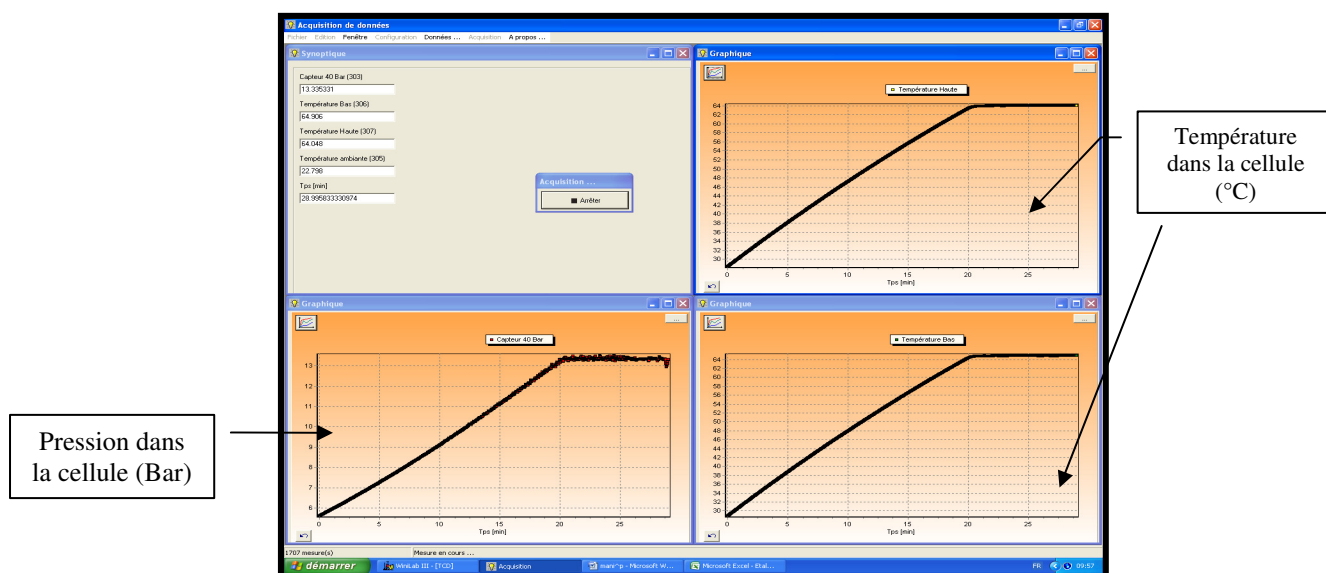 Acquisition de données
Fichier Edition Fenêtre Configuration Données ... Acquisition A propos ...
Synoptique
Capteur 40 Bar (303)
13.335331
Température Bas (306)
64.906
Température Haute (307)
64.048
Température ambiante (305)
22.798
Tps [min]
28.995833330974
Acquisition ...
Arrêter
Graphique
...
Température Haute
64
62
60
58
56
54
52
50
48
46
44
42
40
38
36
34
32
30
0 5 10 15 20 25
Tps [min]
Température
dans la cellule
(°C)
Graphique
...
Capteur 40 Bar
13
12
11
10
9
8
7
6
0 5 10 15 20 25
Tps [min]
Pression dans
la cellule (Bar)
Graphique
...
Température Bas
64
62
60
58
56
54
52
50
48
46
44
42
40
38
36
34
32
30
0 5 10 15 20 25
Tps [min]
1707 mesure(s) Mesure en cours ...
démarrer WinLab III - [TCD] Acquisition manip^p - Microsoft W... Microsoft Excel - Etal... FR 09:57